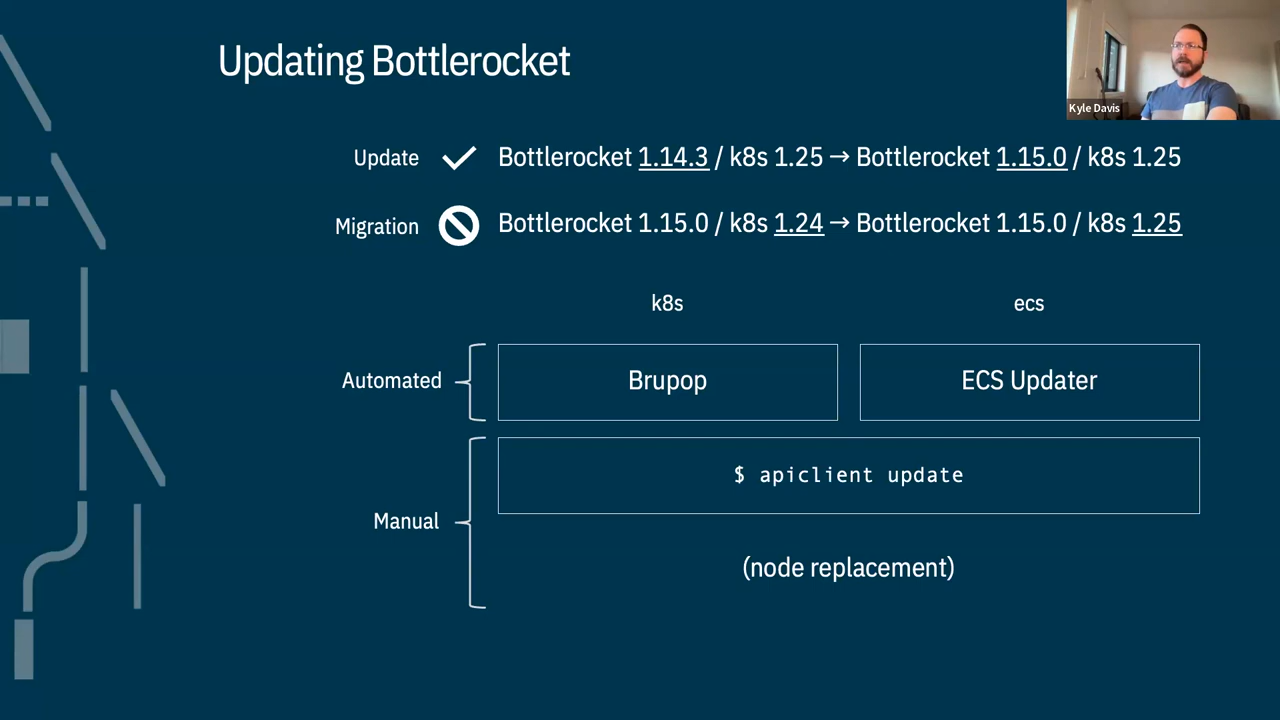 Updating Bottlerocket
Kyle Davis
Update Bottlerocket 1.14.3 / k8s 1.25 → Bottlerocket 1.15.0 / k8s 1.25
Migration Bottlerocket 1.15.0 / k8s 1.24 → Bottlerocket 1.15.0 / k8s 1.25
k8s ecs
Automated Brupop ECS Updater
$ apiclient update
Manual
(node replacement)